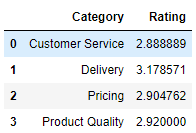 Category Rating
0 Customer Service 2.888889
1 Delivery 3.178571
2 Pricing 2.904762
3 Product Quality 2.920000